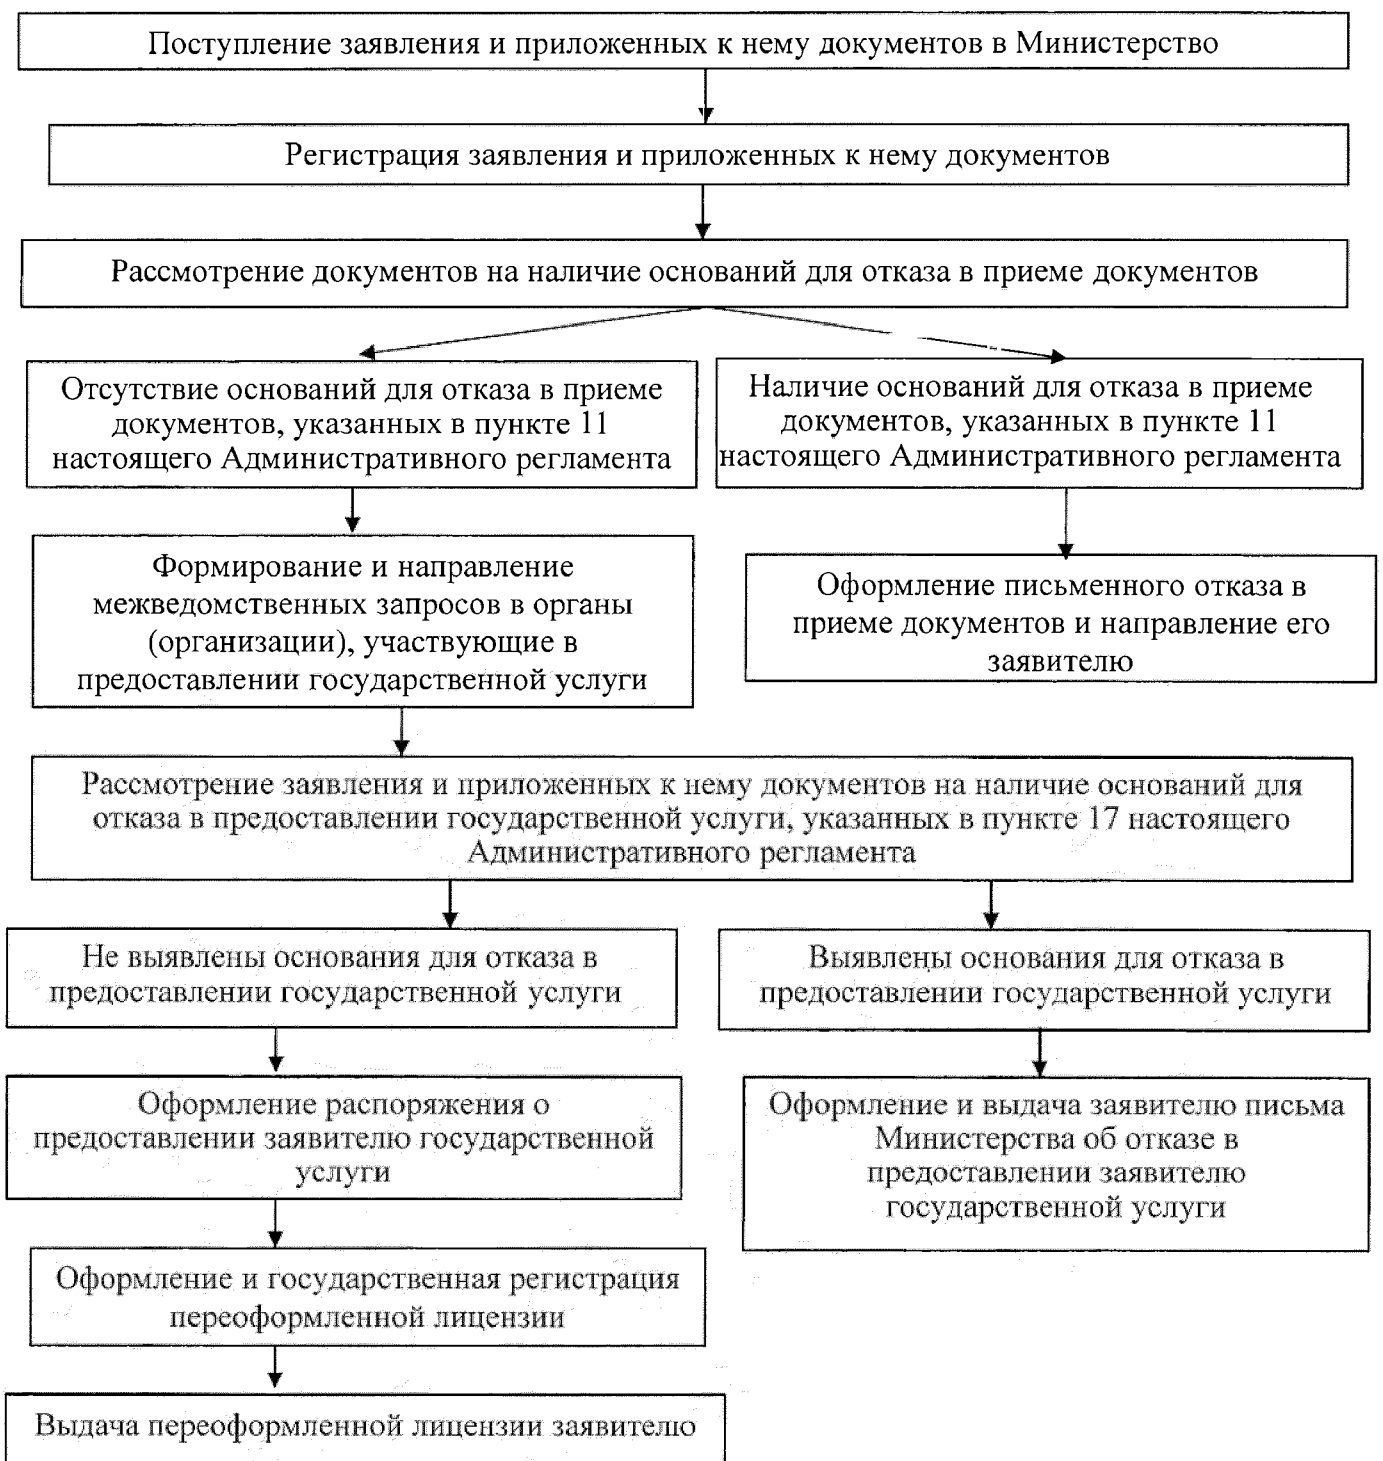 Поступление заявления и приложенных к нему документов в Министерство
Регистрация заявления и приложенных к нему документов
Рассмотрение документов на наличие оснований для отказа в приеме документов
Отсутствие оснований для отказа в приеме
документов, указанных в пункте 11
настоящего Административного регламента
Наличие оснований для отказа в приеме
документов, указанных в пункте 11
настоящего Административного регламента
Формирование и направление
межведомственных запросов в органы
(организации), участвующие в
предоставлении государственной услуги
Оформление письменного отказа в
приеме документов и направление его
заявителю
Рассмотрение заявления и приложенных к нему документов на наличие оснований для
отказа в предоставлении государственной услуги, указанных в пункте 17 настоящего
Административного регламента
Не выявлены основания для отказа в
предоставлении государственной услуги
Выявлены основания для отказа в
предоставлении государственной услуги
Оформление распоряжения о
предоставлении заявителю государственной
услуги
Оформление и выдача заявителю письма
Министерства об отказе в
предоставлении заявителю
государственной услуги
Оформление и государственная регистрация
переоформленной лицензии
Выдача переоформленной лицензии заявителю